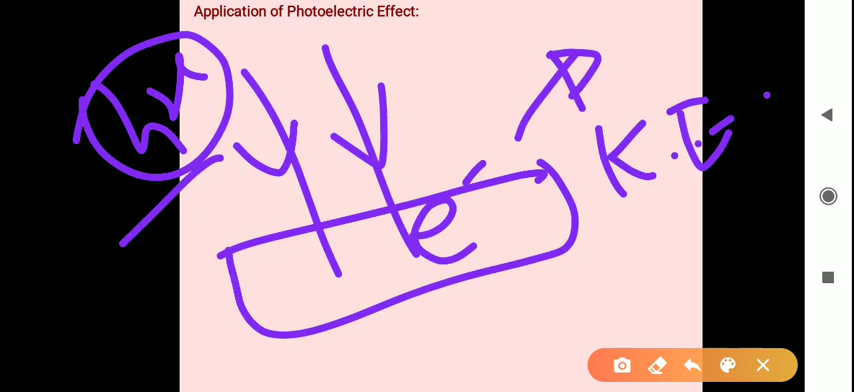 Application of Photoelectric Effect:
hν
e⁻
K.E.